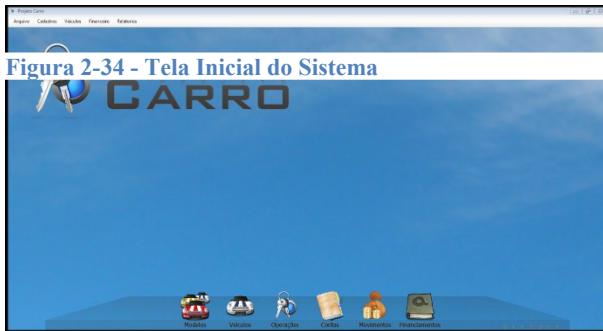 Projeto Carro
Arquivo Cadastros Veículos Financeiro Relatórios
Figura 2-34 - Tela Inicial do Sistema
CARRO
Modelos Veículos Operações Contas Movimentos Financiamentos